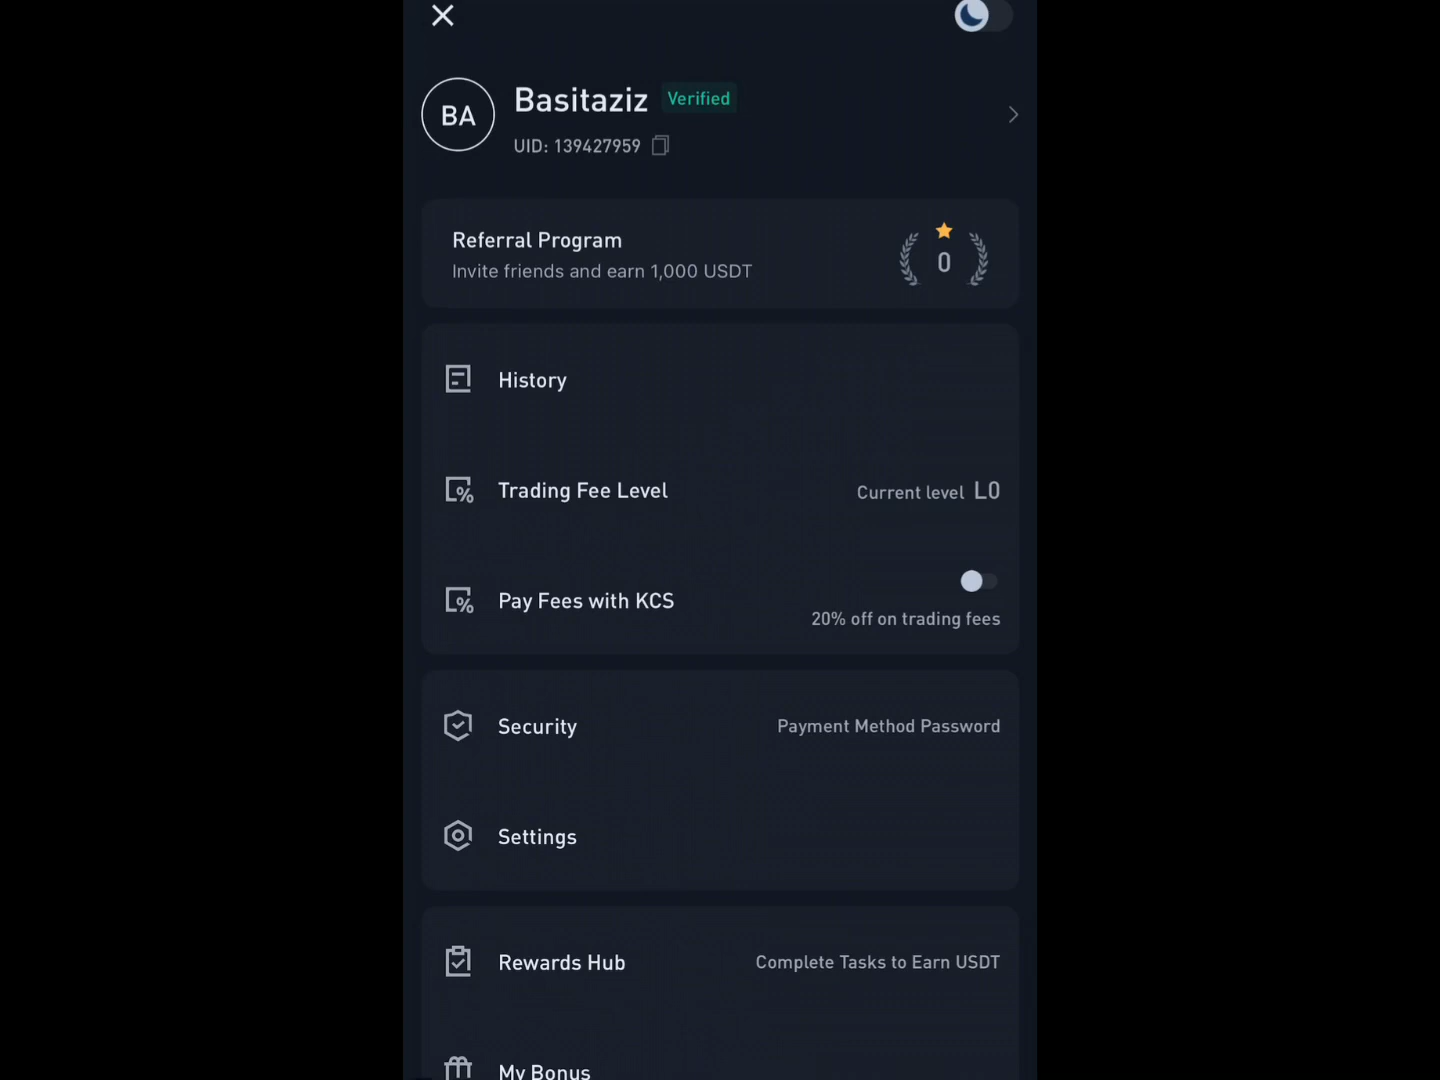 BA
Basitaziz Verified
UID: 139427959
Referral Program
Invite friends and earn 1,000 USDT
0
History
Trading Fee Level
Current level L0
Pay Fees with KCS
20% off on trading fees
Security
Payment Method Password
Settings
Rewards Hub
Complete Tasks to Earn USDT
My Bonus